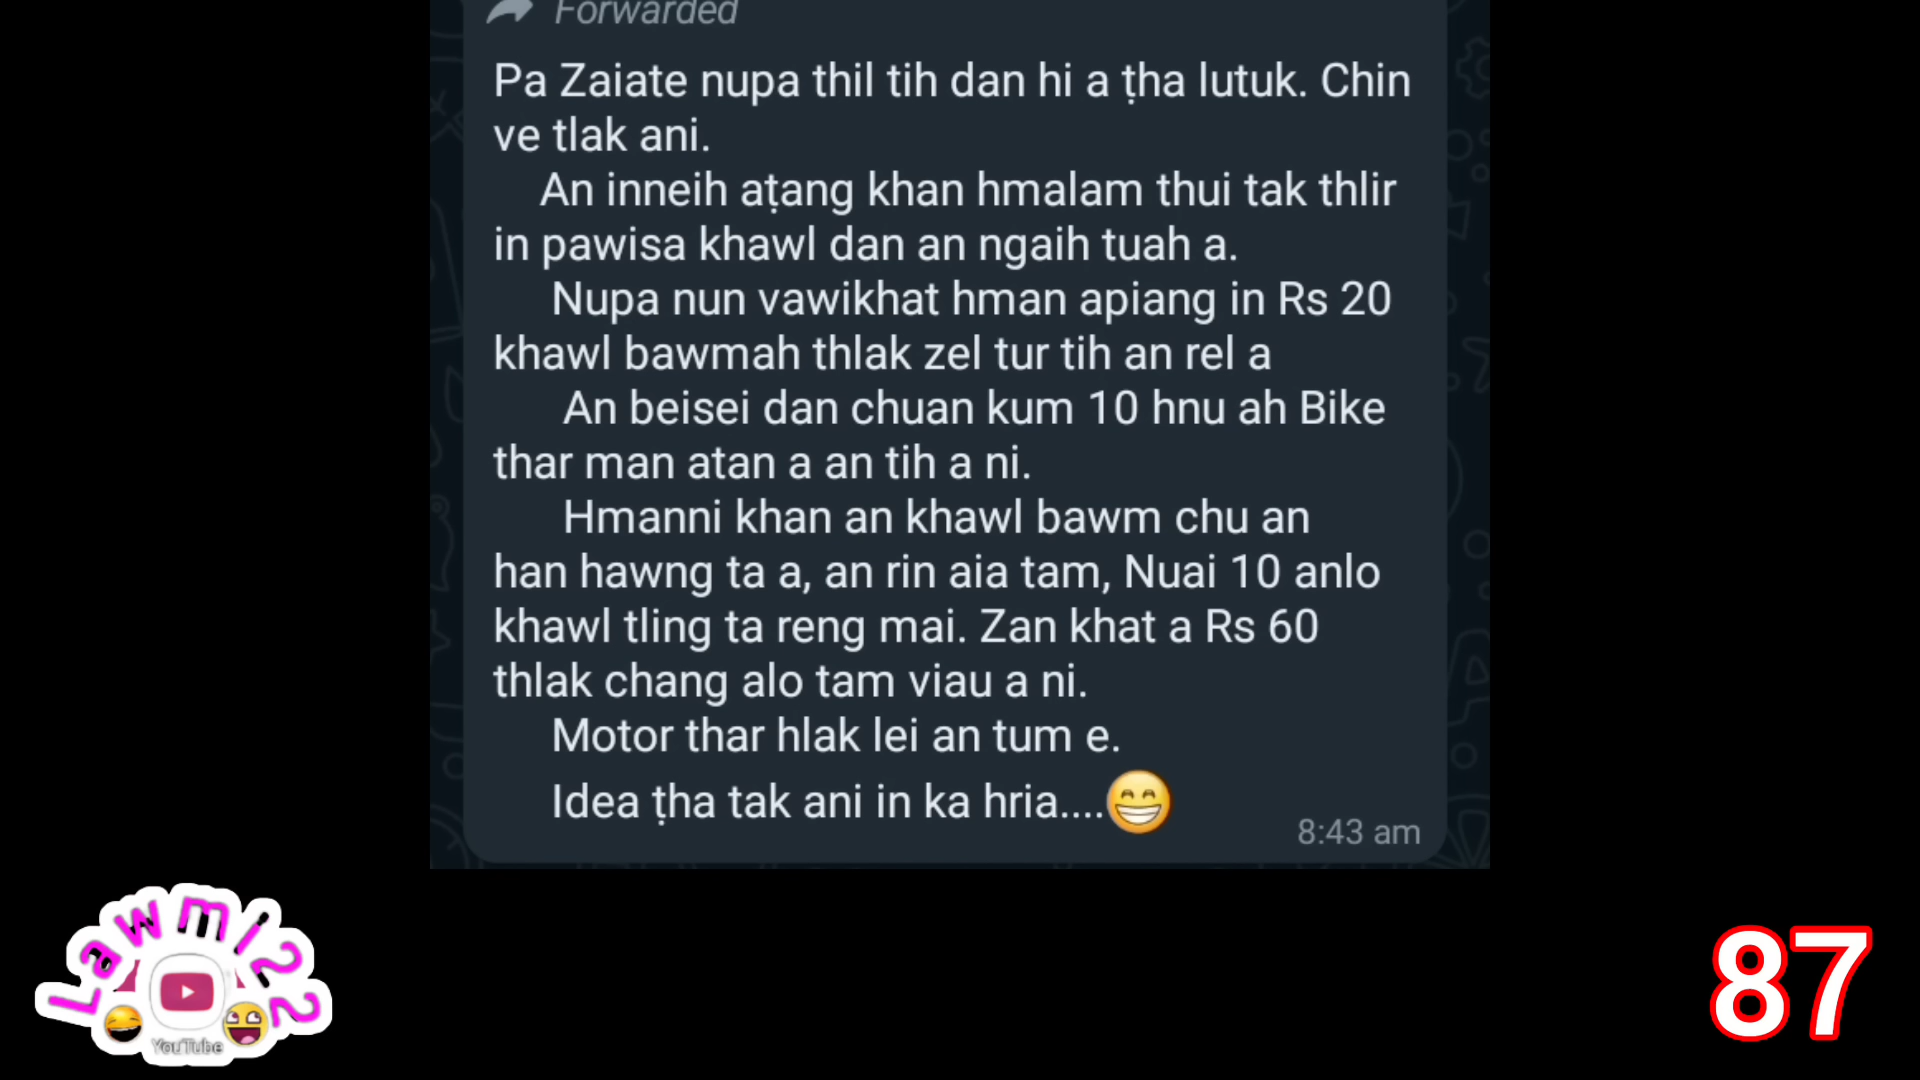 Forwarded
Pa Zaiate nupa thil tih dan hi a ṭha lutuk. Chin
ve tlak ani.
An inneih aṭang khan hmalam thui tak thlir
in pawisa khawl dan an ngaih tuah a.
Nupa nun vawikhat hman apiang in Rs 20
khawl bawmah thlak zel tur tih an rel a
An beisei dan chuan kum 10 hnu ah Bike
thar man atan a an tih a ni.
Hmanni khan an khawl bawm chu an
han hawng ta a, an rin aia tam, Nuai 10 anlo
khawl tling ta reng mai. Zan khat a Rs 60
thlak chang alo tam viau a ni.
Motor thar hlak lei an tum e.
Idea ṭha tak ani in ka hria....😁
8:43 am
Lawmi22
YouTube
87